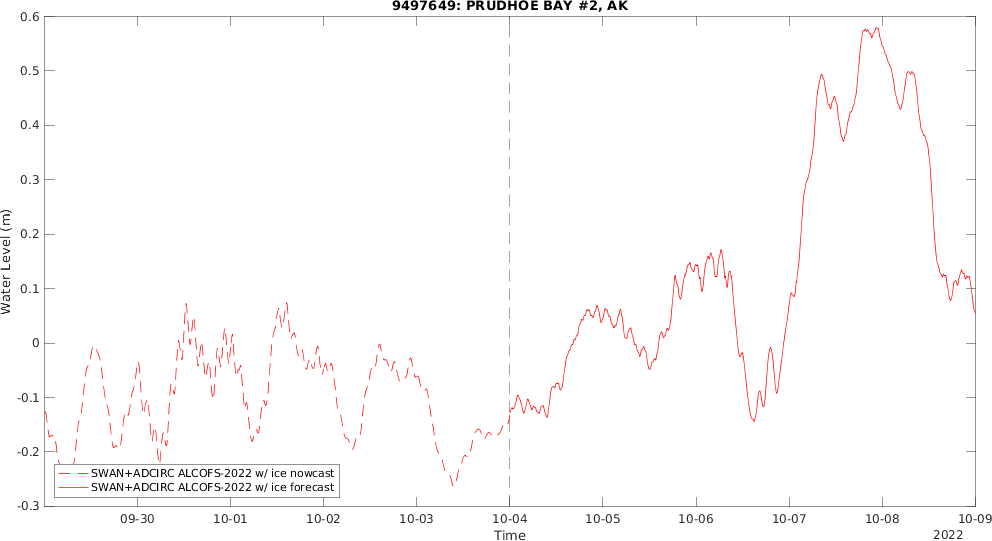 9497649: PRUDHOE BAY #2, AK
0.6
0.5
0.4
0.3
0.2
0.1
0
-0.1
-0.2
-0.3
Water Level (m)
SWAN+ADCIRC ALCOFS-2022 w/ ice nowcast
SWAN+ADCIRC ALCOFS-2022 w/ ice forecast
09-30 10-01 10-02 10-03 10-04 10-05 10-06 10-07 10-08 10-09
Time
2022